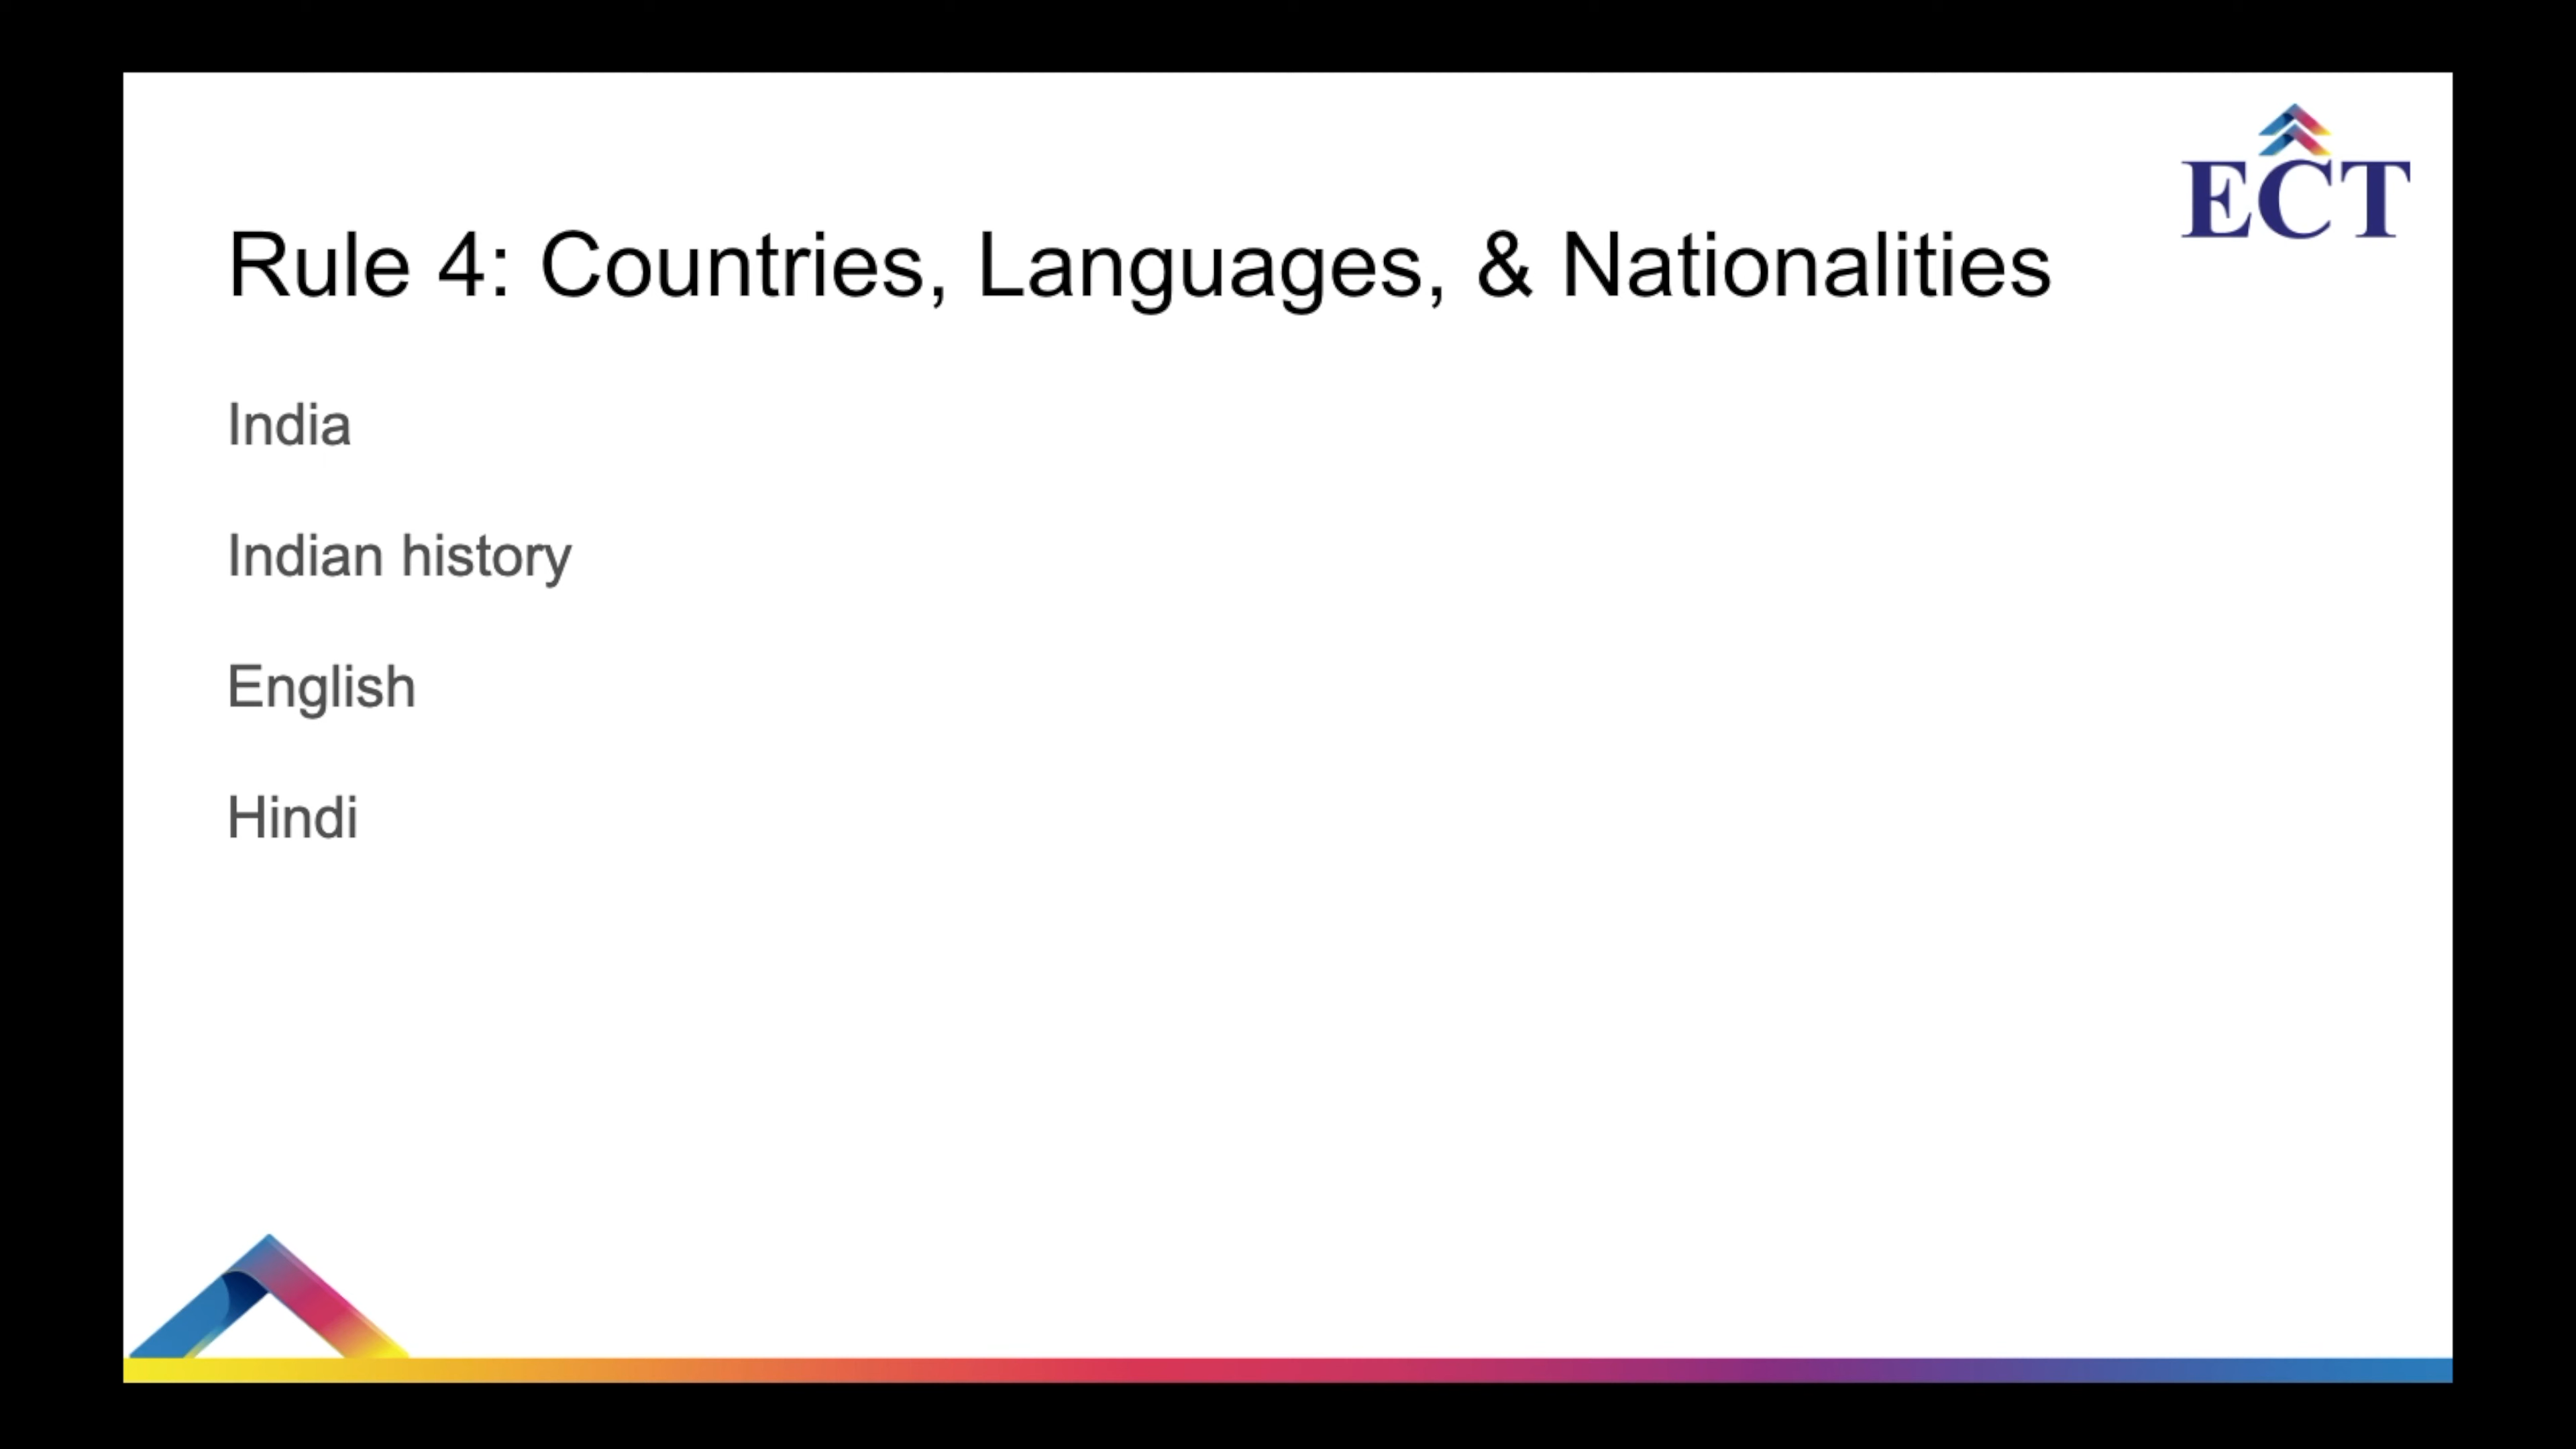 ECT
Rule 4: Countries, Languages, & Nationalities
India
Indian history
English
Hindi